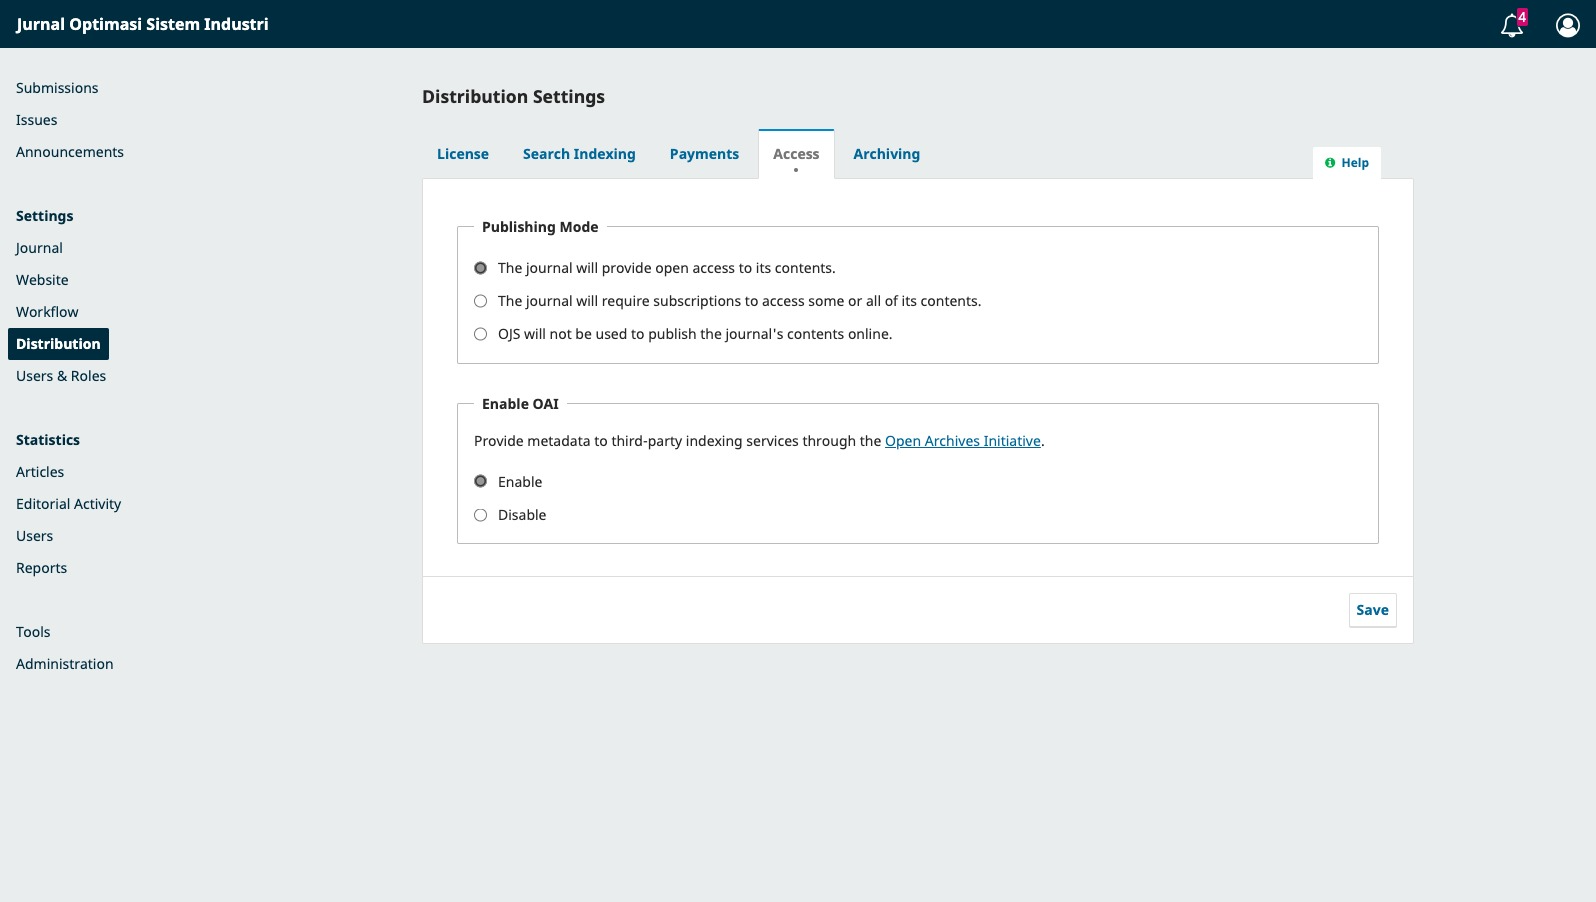 Jurnal Optimasi Sistem Industri
4
Submissions
Issues
Announcements
Settings
Journal
Website
Workflow
Distribution
Users & Roles
Statistics
Articles
Editorial Activity
Users
Reports
Tools
Administration
Distribution Settings
License Search Indexing Payments Access Archiving
Help
Publishing Mode
The journal will provide open access to its contents.
The journal will require subscriptions to access some or all of its contents.
OJS will not be used to publish the journal's contents online.
Enable OAI
Provide metadata to third-party indexing services through the Open Archives Initiative.
Enable
Disable
Save